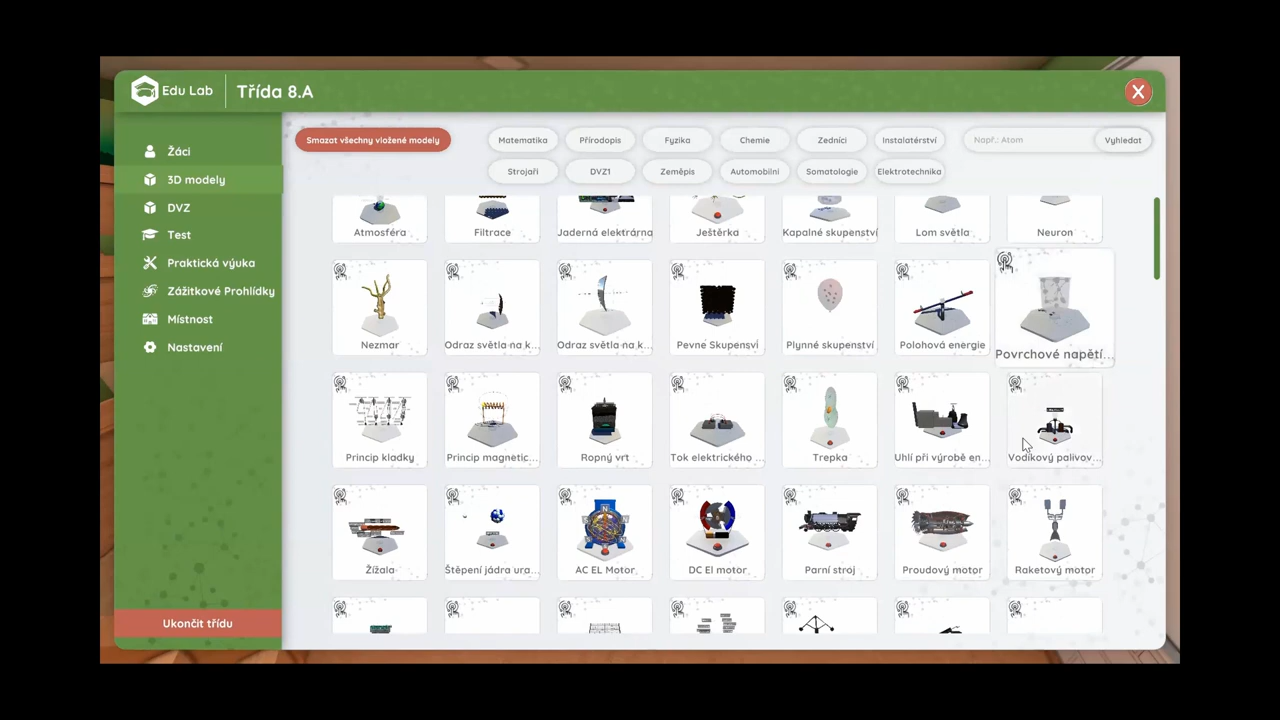 Edu Lab
Třída 8.A
X
Žáci
3D modely
DVZ
Test
Praktická výuka
Zážitkové Prohlídky
Místnost
Nastavení
Ukončit třídu
Smazat všechny vložené modely
Matematika
Přírodopis
Fyzika
Chemie
Zedníci
Instalatérství
Např.: Atom
Vyhledat
Strojaři
DVZ1
Zeměpis
Automobilni
Somatologie
Elektrotechnika
Atmosféra
Filtrace
Jaderná elektrárna
Ještěrka
Kapalné skupenství
Lom světla
Neuron
Nezmar
Odraz světla na k...
Odraz světla na k...
Pevné Skupensví
Plynné skupenství
Polohová energie
Povrchové napětí...
Princip kladky
Princip magnetic...
Ropný vrt
Tok elektrického ...
Trepka
Uhlí při výrobě en...
Vodíkový palivov...
Žížala
Štěpení jádra ura...
AC EL Motor
DC El motor
Parní stroj
Proudový motor
Raketový motor